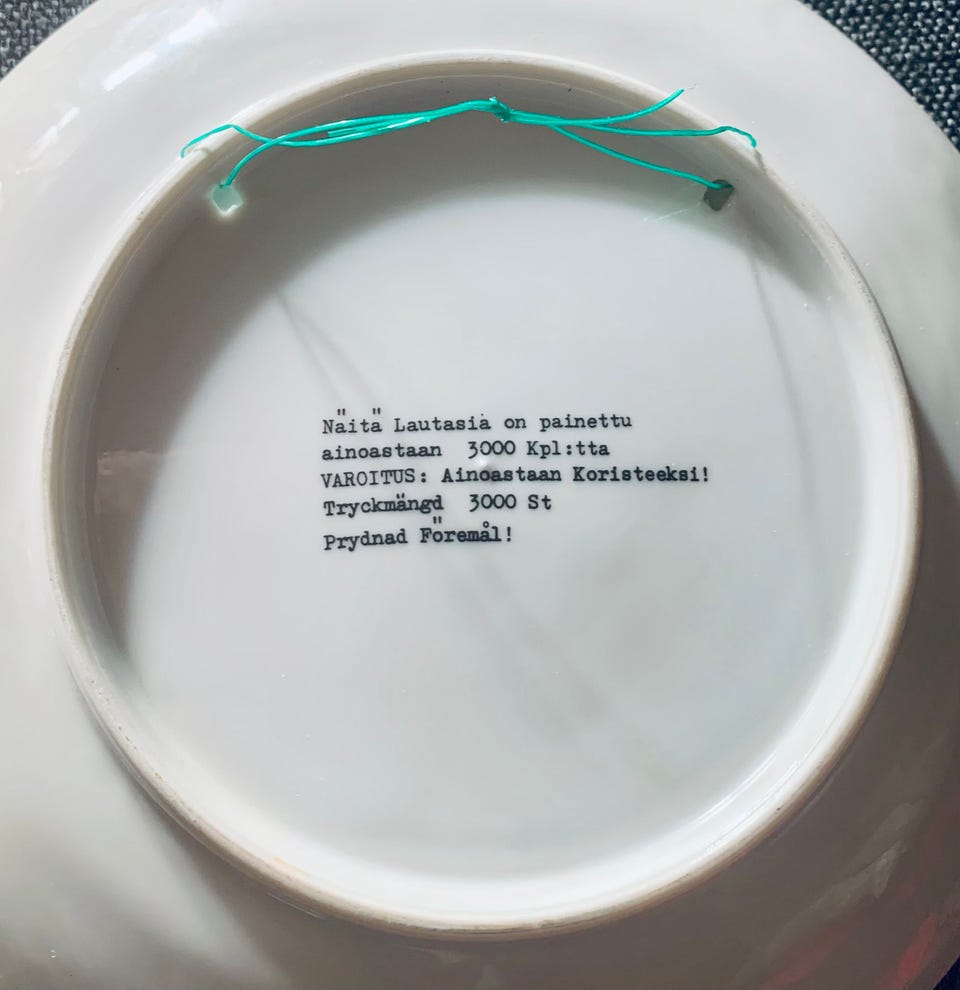 Näitä Lautasia on painettu
ainoastaan 3000 Kpl:tta
VAROITUS: Ainoastaan Koristeeksi!
Tryckmängd 3000 St
Prydnad Föremål!